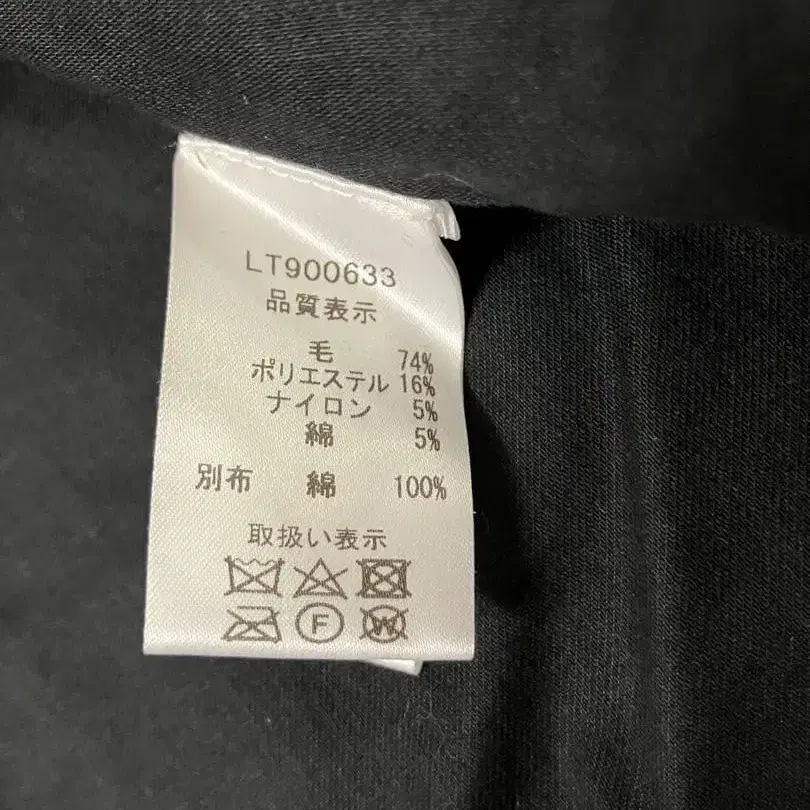 LT900633
品質表示
毛 74%
ポリエステル 16%
ナイロン 5%
綿 5%
別布 綿 100%
取扱い表示
F W